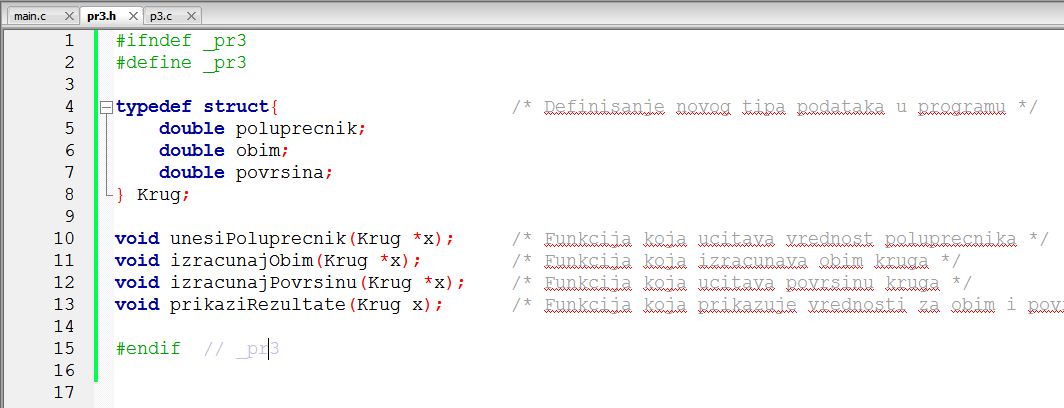 main.c pr3.h p3.c
1 #ifndef _pr3
2 #define _pr3
3
4 typedef struct{ /* Definisanje novog tipa podataka u programu */
5 double poluprecnik;
6 double obim;
7 double povrsina;
8 } Krug;
9
10 void unesiPoluprecnik(Krug *x); /* Funkcija koja ucitava vrednost poluprecnika */
11 void izracunajObim(Krug *x); /* Funkcija koja izracunava obim kruga */
12 void izracunajPovrsinu(Krug *x); /* Funkcija koja ucitava povrsinu kruga */
13 void prikaziRezultate(Krug x); /* Funkcija koja prikazuje vrednosti za obim i pov
14
15 #endif // _pr3
16
17